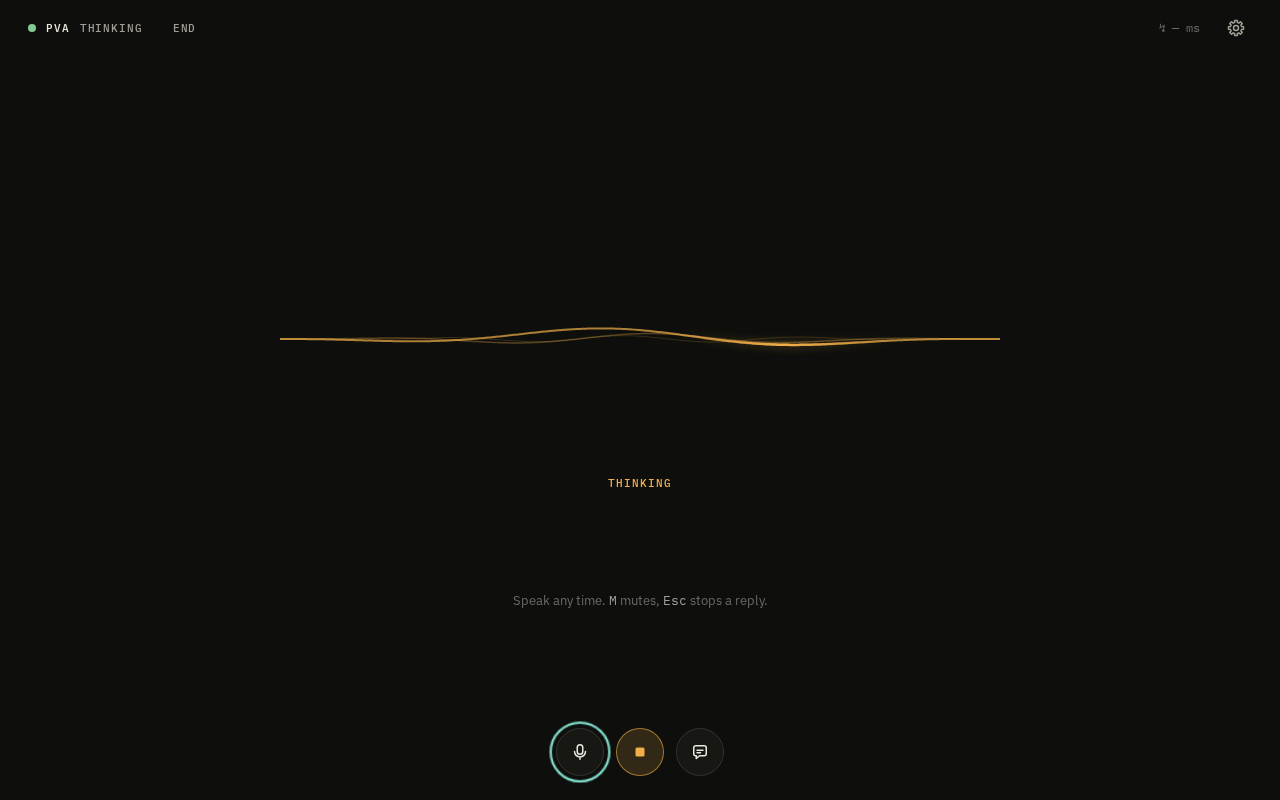 PVA THINKING END
↯ — ms
THINKING
Speak any time. M mutes, Esc stops a reply.